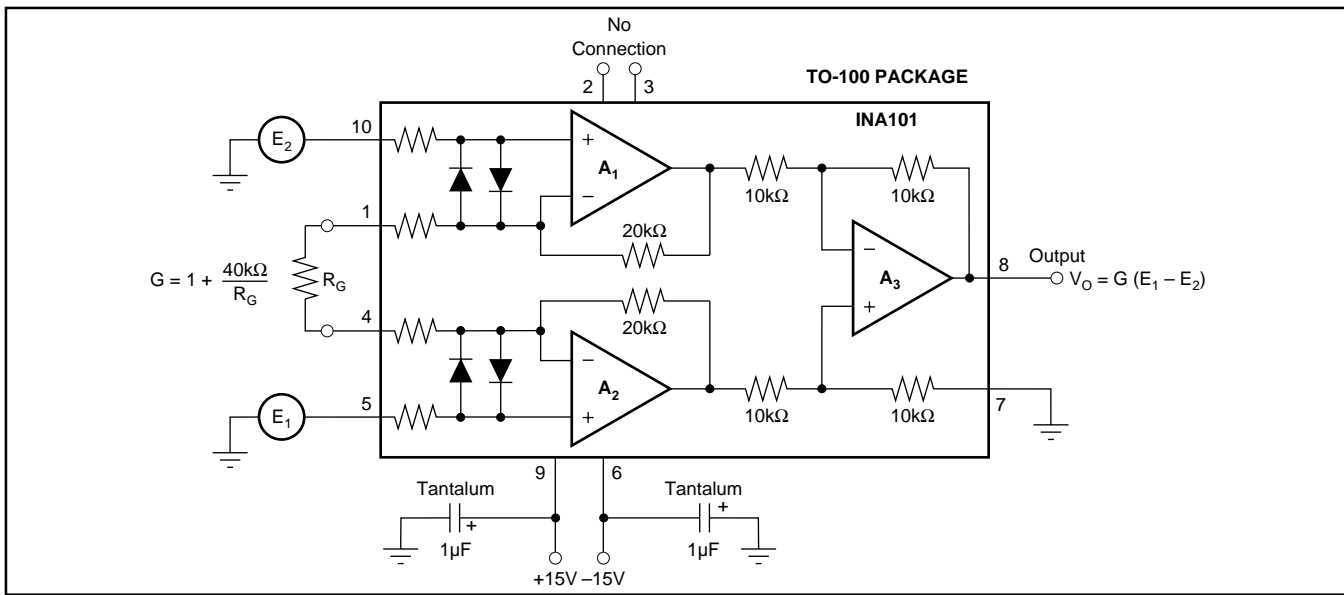 No
Connection
2
3
TO-100 PACKAGE
INA101
10
E2
+
A1
–
10kΩ
10kΩ
1
20kΩ
G = 1 + 40kΩ
RG
RG
–
A3
+
8
Output
VO = G (E1 – E2)
4
20kΩ
–
A2
+
5
E1
10kΩ
10kΩ
7
9
6
Tantalum
+
1µF
Tantalum
+
1µF
+15V
–15V